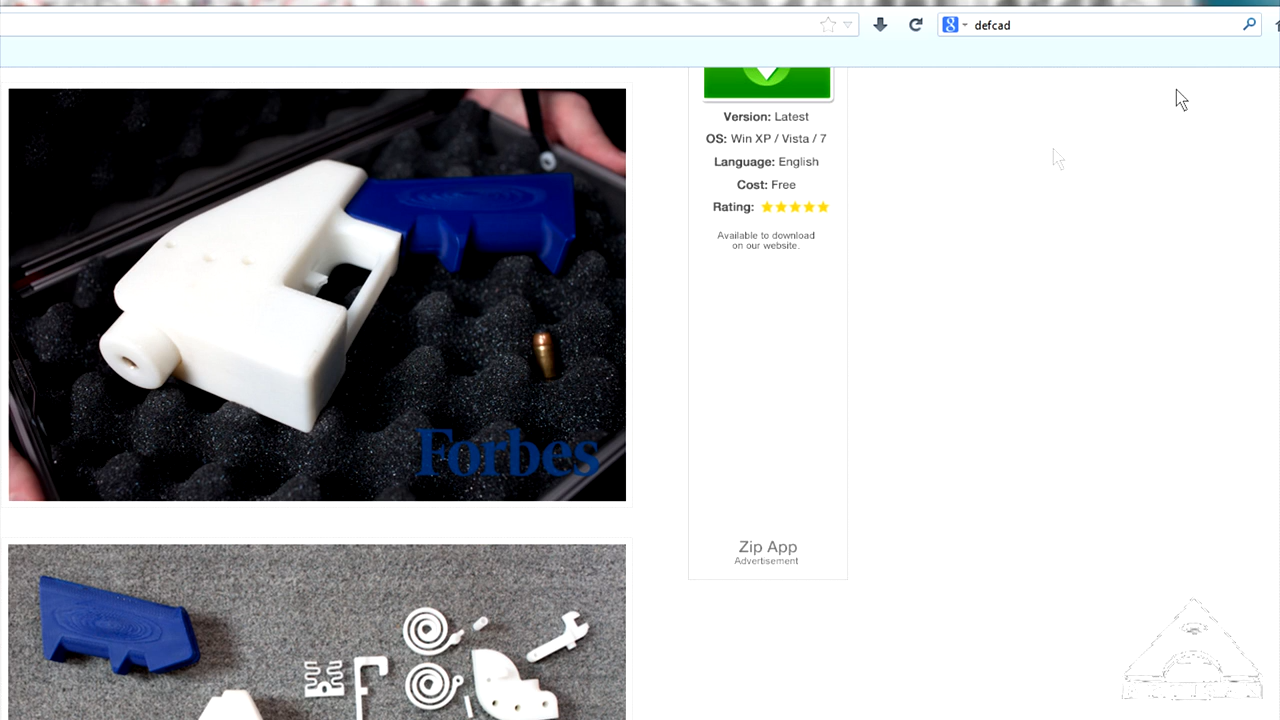 defcad
Version: Latest
OS: Win XP / Vista / 7
Language: English
Cost: Free
Rating:
Available to download
on our website.
Forbes
Zip App
Advertisement